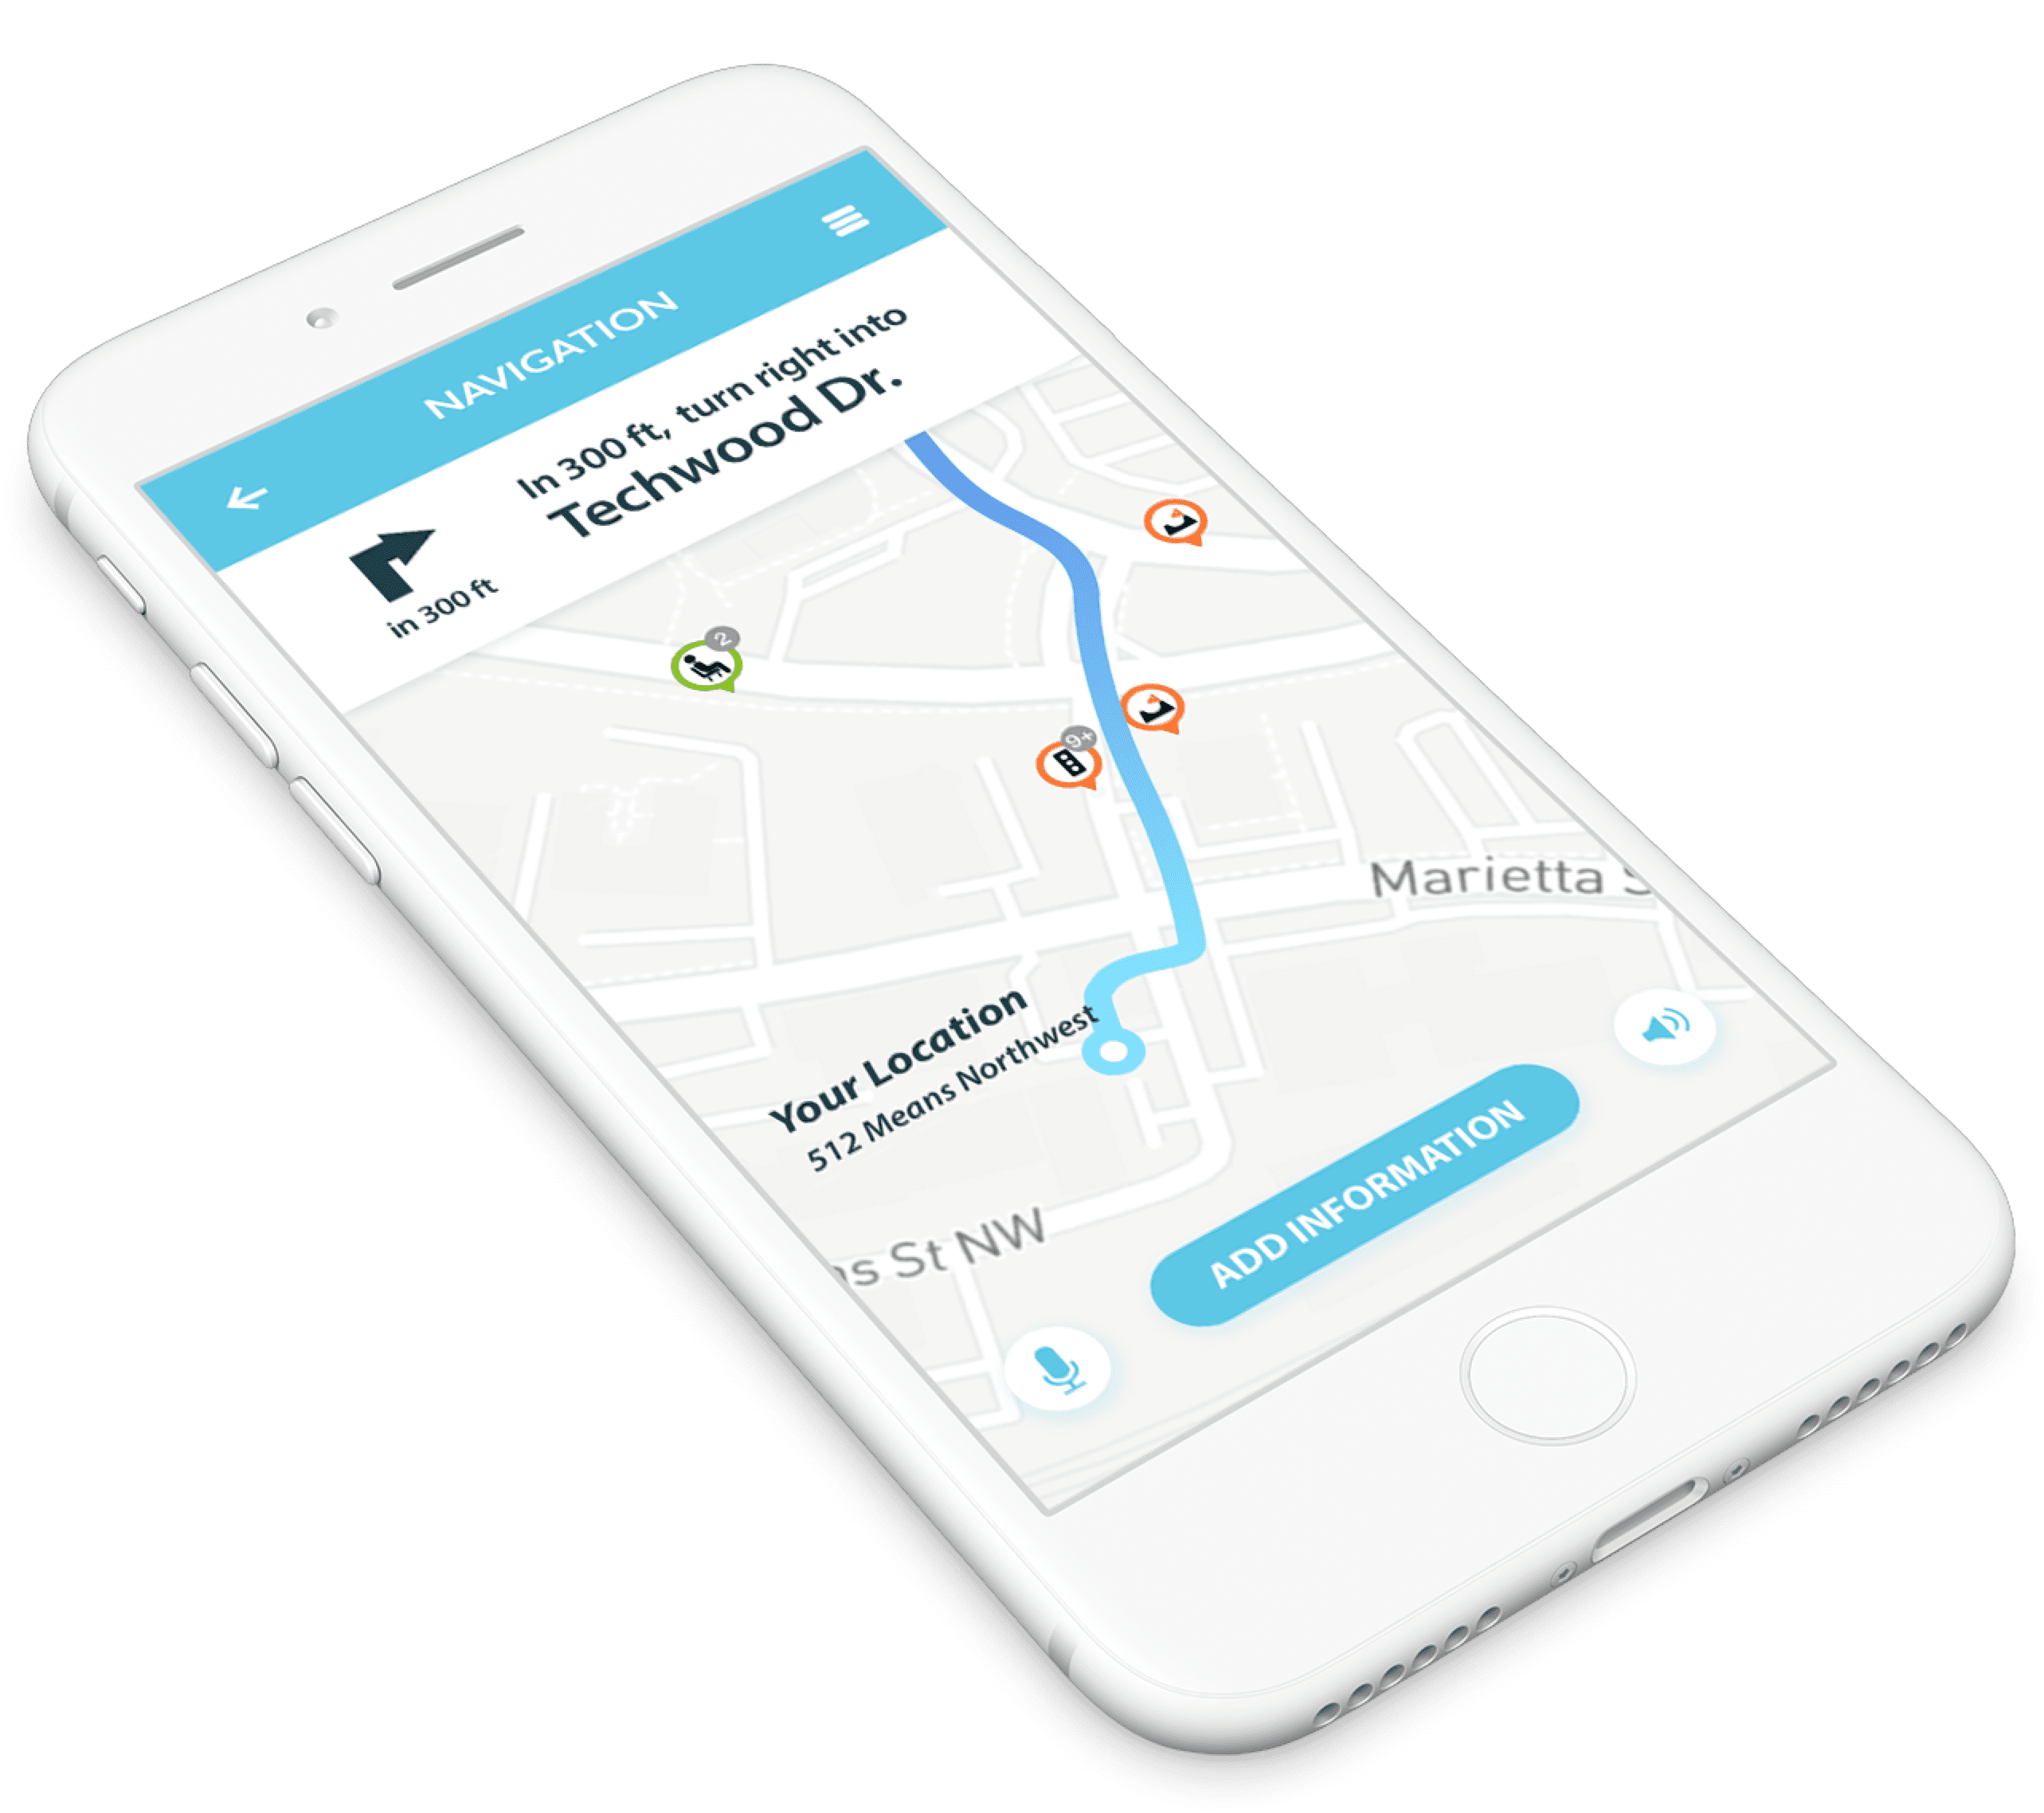 NAVIGATION
In 300 ft, turn right into
Techwood Dr.
in 300 ft
2
9+
Marietta
Your Location
512 Means Northwest
St NW
ADD INFORMATION